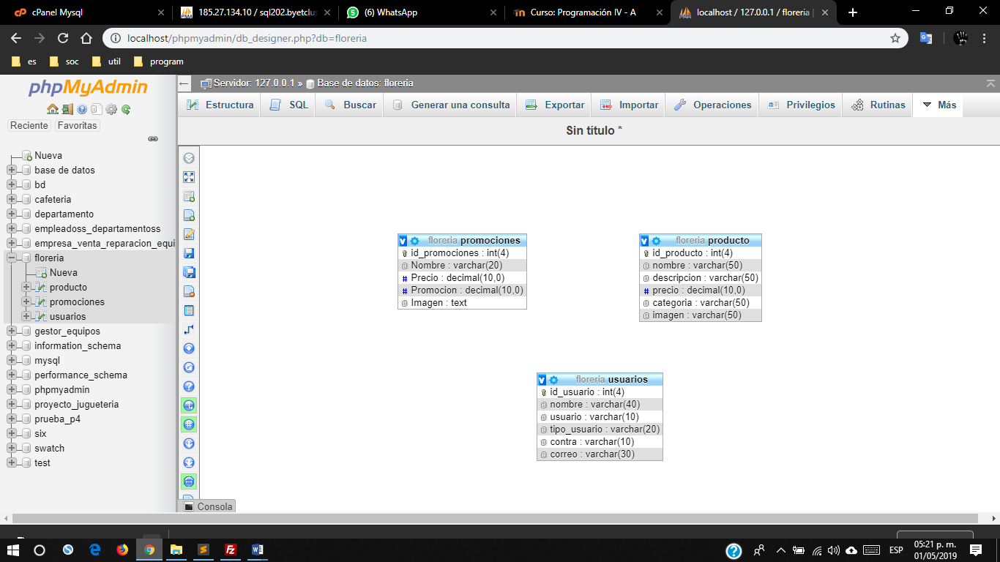 cPanel Mysql
185.27.134.10 / sql202.byetclus
(6) WhatsApp
Curso: Programación IV - A
localhost / 127.0.0.1 / floreria |
localhost/phpmyadmin/db_designer.php?db=floreria
es soc util program
phpMyAdmin
Reciente Favoritas
Nueva
base de datos
bd
cafeteria
departamento
empleadoss_departamentoss
empresa_venta_reparacion_equi
floreria
Nueva
producto
promociones
usuarios
gestor_equipos
information_schema
mysql
performance_schema
phpmyadmin
proyecto_jugueteria
prueba_p4
six
swatch
test
Servidor: 127.0.0.1 » Base de datos: floreria
Estructura SQL Buscar Generar una consulta Exportar Importar Operaciones Privilegios Rutinas Más
Sin título *
floreria promociones
id_promociones : int(4)
Nombre : varchar(20)
# Precio : decimal(10,0)
# Promocion : decimal(10,0)
Imagen : text
floreria producto
id_producto : int(4)
nombre : varchar(50)
descripcion : varchar(50)
# precio : decimal(10,0)
categoria : varchar(50)
imagen : varchar(50)
floreria usuarios
id_usuario : int(4)
nombre : varchar(40)
usuario : varchar(10)
tipo_usuario : varchar(20)
contra : varchar(10)
correo : varchar(30)
Consola
ESP
05:21 p. m.
01/05/2019